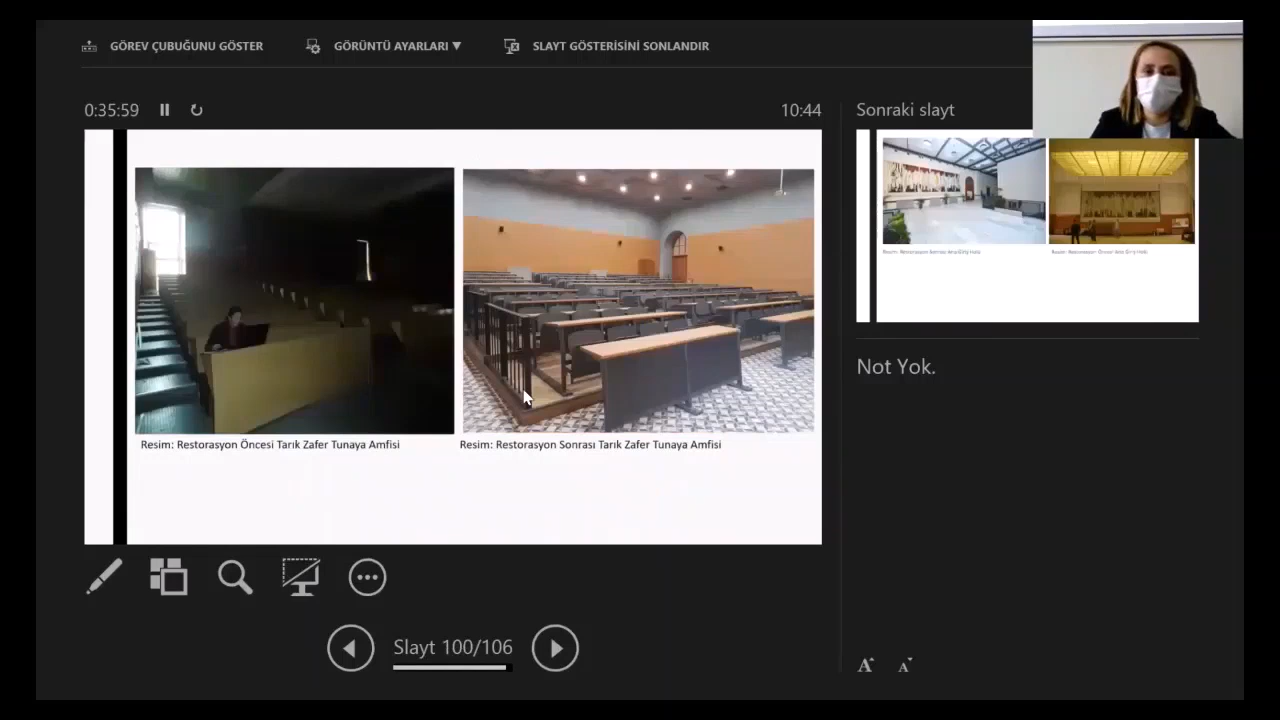 GÖREV ÇUBUĞUNU GÖSTER
GÖRÜNTÜ AYARLARI ▼
SLAYT GÖSTERİSİNİ SONLANDIR
0:35:59
10:44
Sonraki slayt
Resim: Restorasyon Öncesi Tarık Zafer Tunaya Amfisi
Resim: Restorasyon Sonrası Tarık Zafer Tunaya Amfisi
Not Yok.
Slayt 100/106
A A